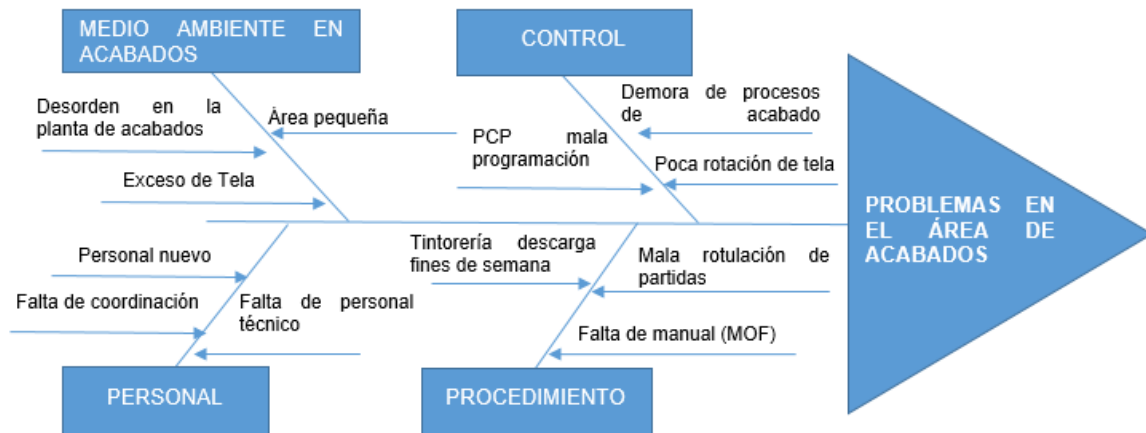 MEDIO AMBIENTE EN
ACABADOS
CONTROL
Desorden en la
planta de acabados
Área pequeña
Exceso de Tela
Demora de procesos
de acabado
PCP mala
programación
Poca rotación de tela
PROBLEMAS EN
EL ÁREA DE
ACABADOS
Personal nuevo
Falta de coordinación
Falta de personal
técnico
Tintorería descarga
fines de semana
Mala rotulación de
partidas
Falta de manual (MOF)
PERSONAL
PROCEDIMIENTO